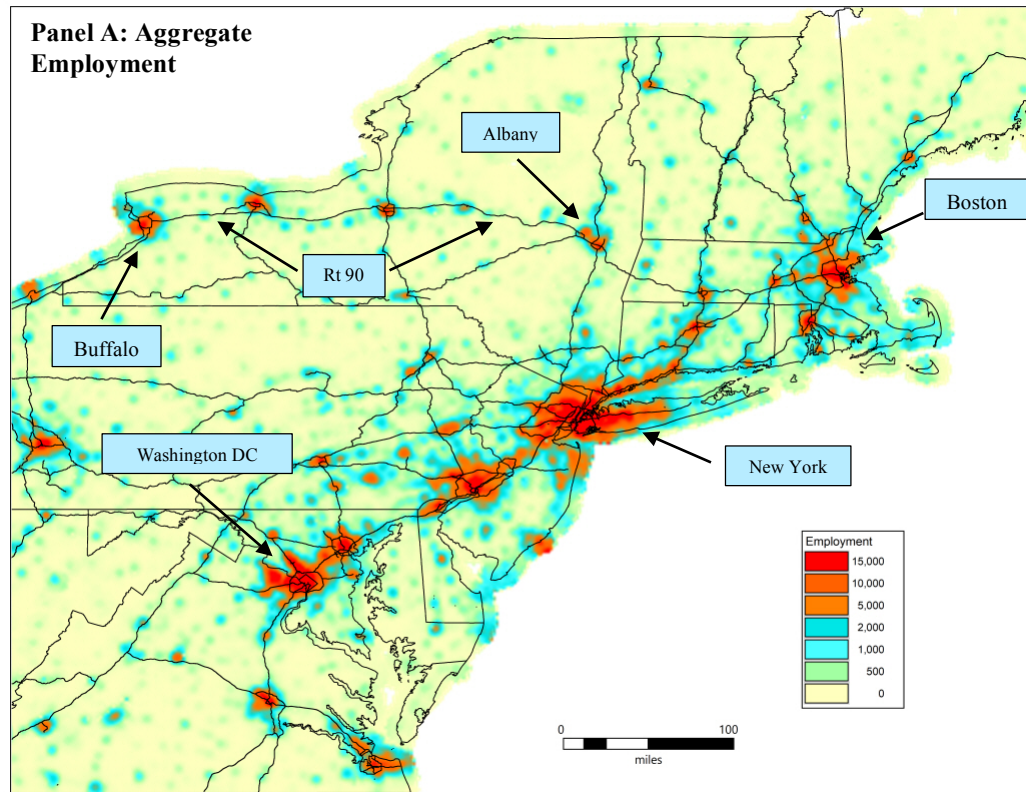 Panel A: Aggregate
Employment
Albany
Boston
Rt 90
Buffalo
Washington DC
New York
Employment
15,000
10,000
5,000
2,000
1,000
500
0
0 100
miles